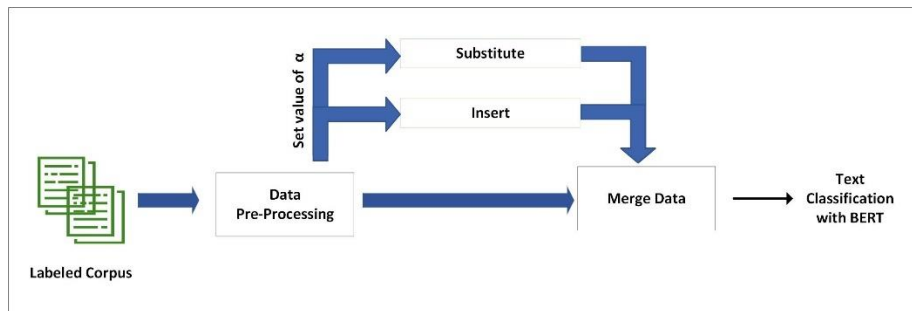 Set value of α
Substitute
Insert
Data
Pre-Processing
Merge Data
Text
Classification
with BERT
Labeled Corpus